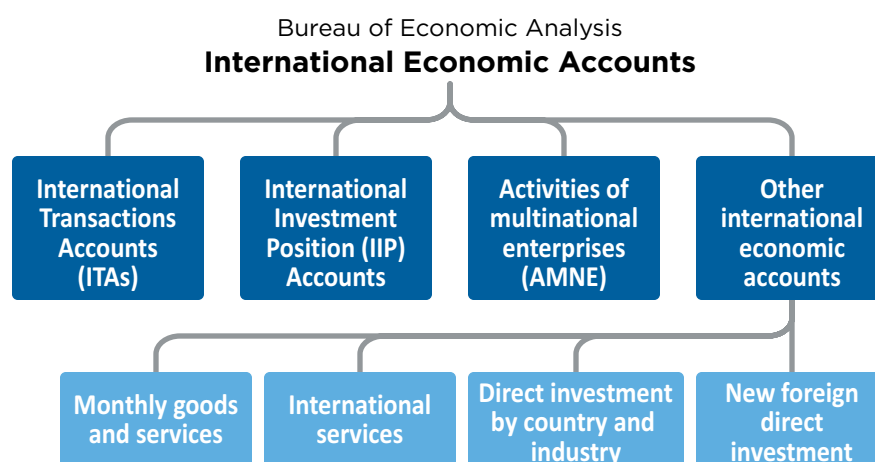 Bureau of Economic Analysis
International Economic Accounts
International
Transactions
Accounts
(ITAs)
International
Investment
Position (IIP)
Accounts
Activities of
multinational
enterprises
(AMNE)
Other
international
economic
accounts
Monthly goods
and services
International
services
Direct investment
by country and
industry
New foreign
direct
investment